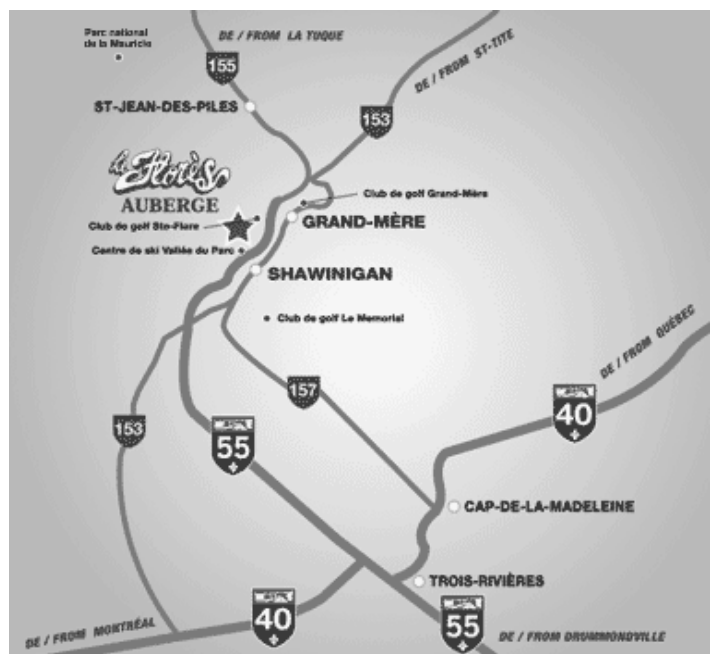 Parc national
de la Mauricie
DE / FROM LA TUQUE
DE / FROM ST-TITE
155
ST-JEAN-DES-PILES
153
le Florès
AUBERGE
Club de golf Grand-Mère
Club de golf Ste-Flore
GRAND-MÈRE
Centre de ski Vallée du Parc
SHAWINIGAN
Club de golf Le Memorial
DE / FROM QUÉBEC
157
40
153
55
CAP-DE-LA-MADELEINE
TROIS-RIVIÈRES
40
55
DE / FROM MONTRÉAL
DE / FROM DRUMMONDVILLE